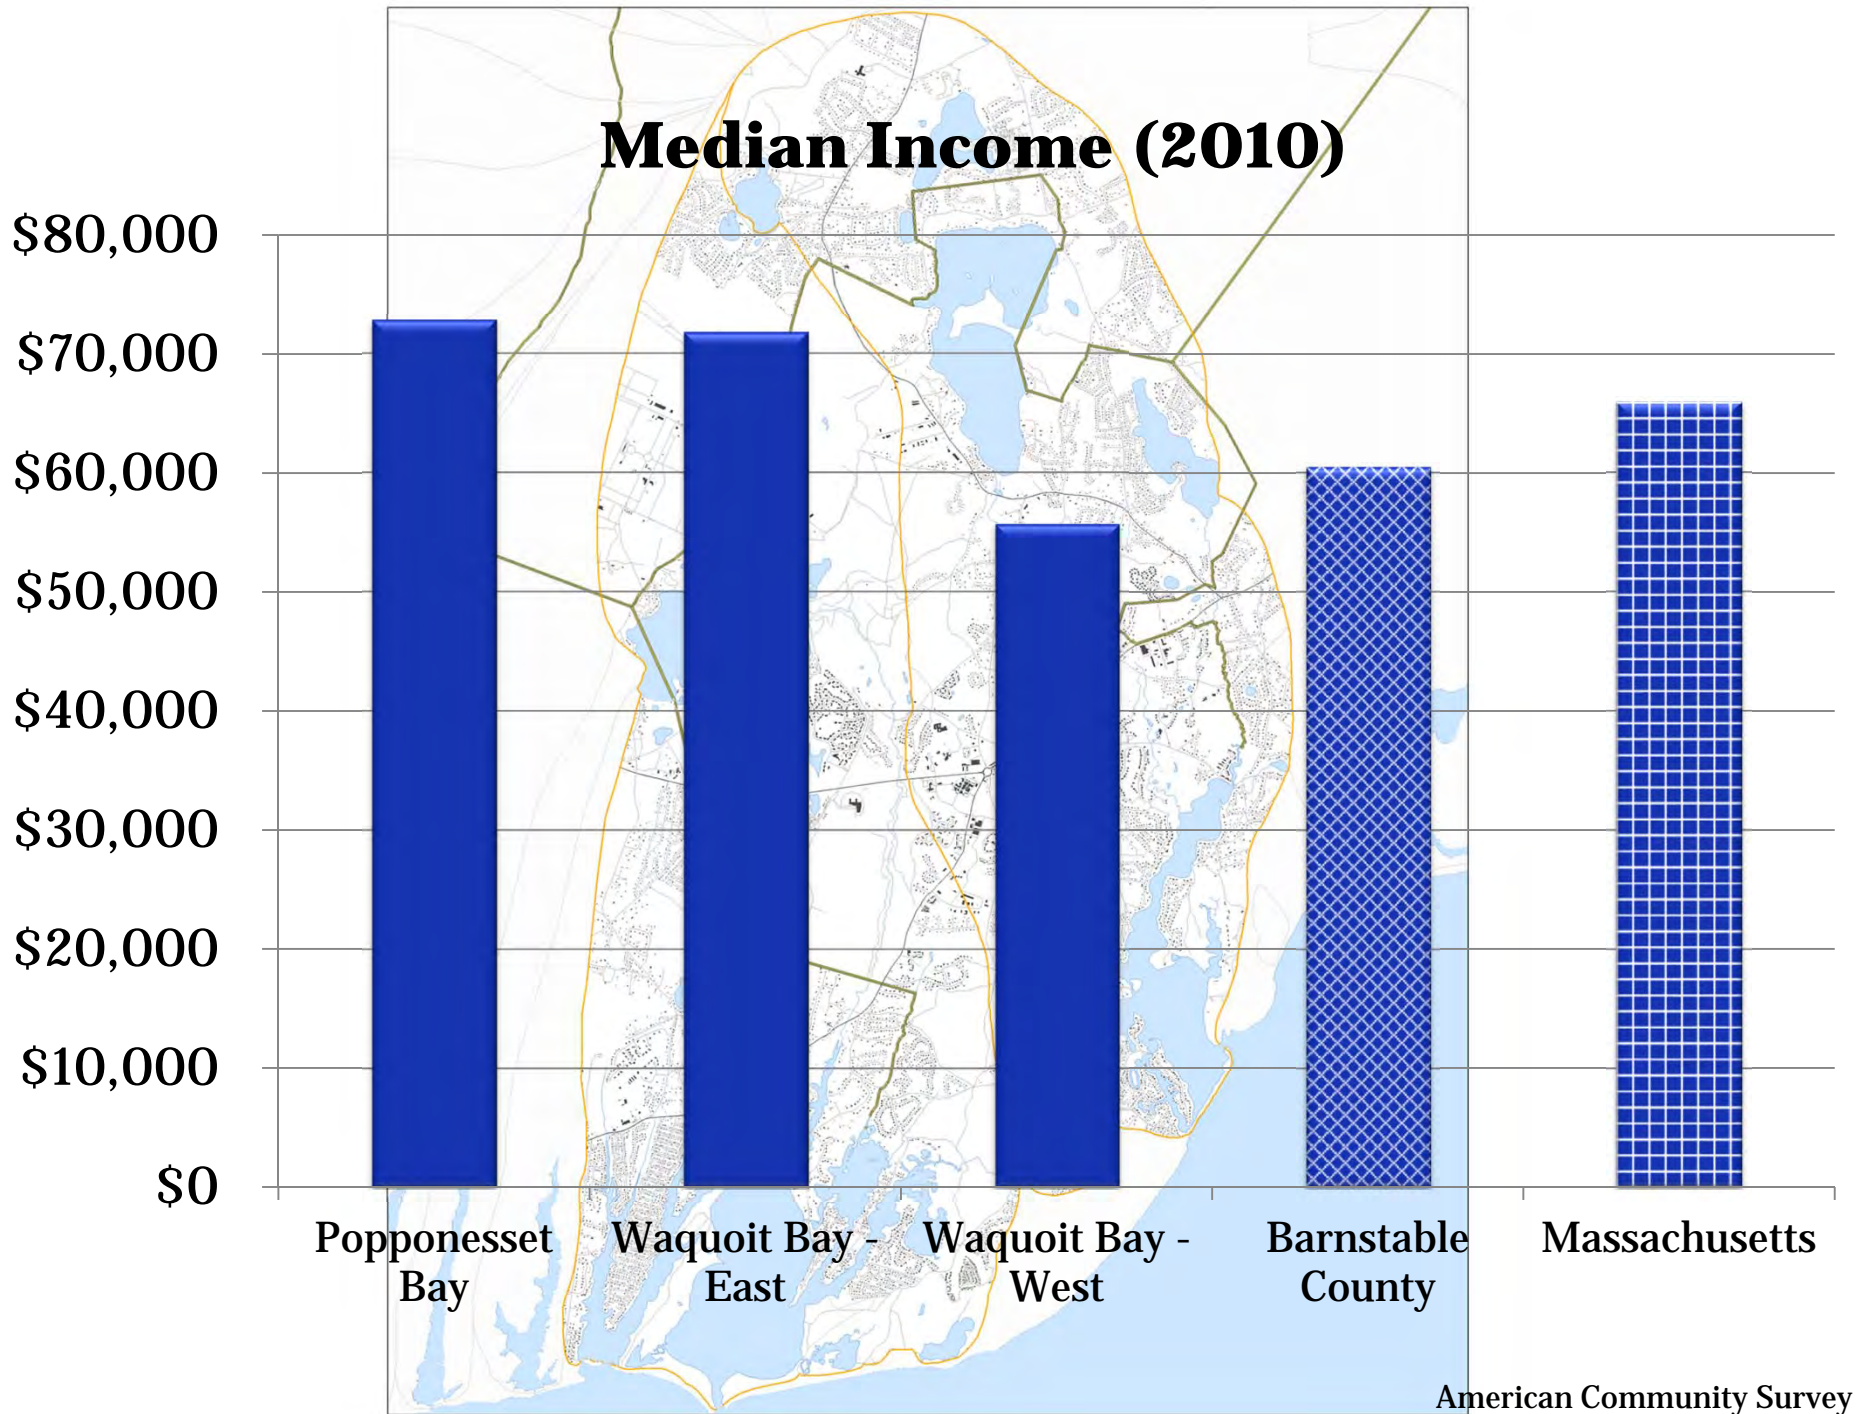 Median Income (2010)
$80,000
$70,000
$60,000
$50,000
$40,000
$30,000
$20,000
$10,000
$0
Popponesset
Bay
Waquoit Bay -
East
Waquoit Bay -
West
Barnstable
County
Massachusetts
American Community Survey